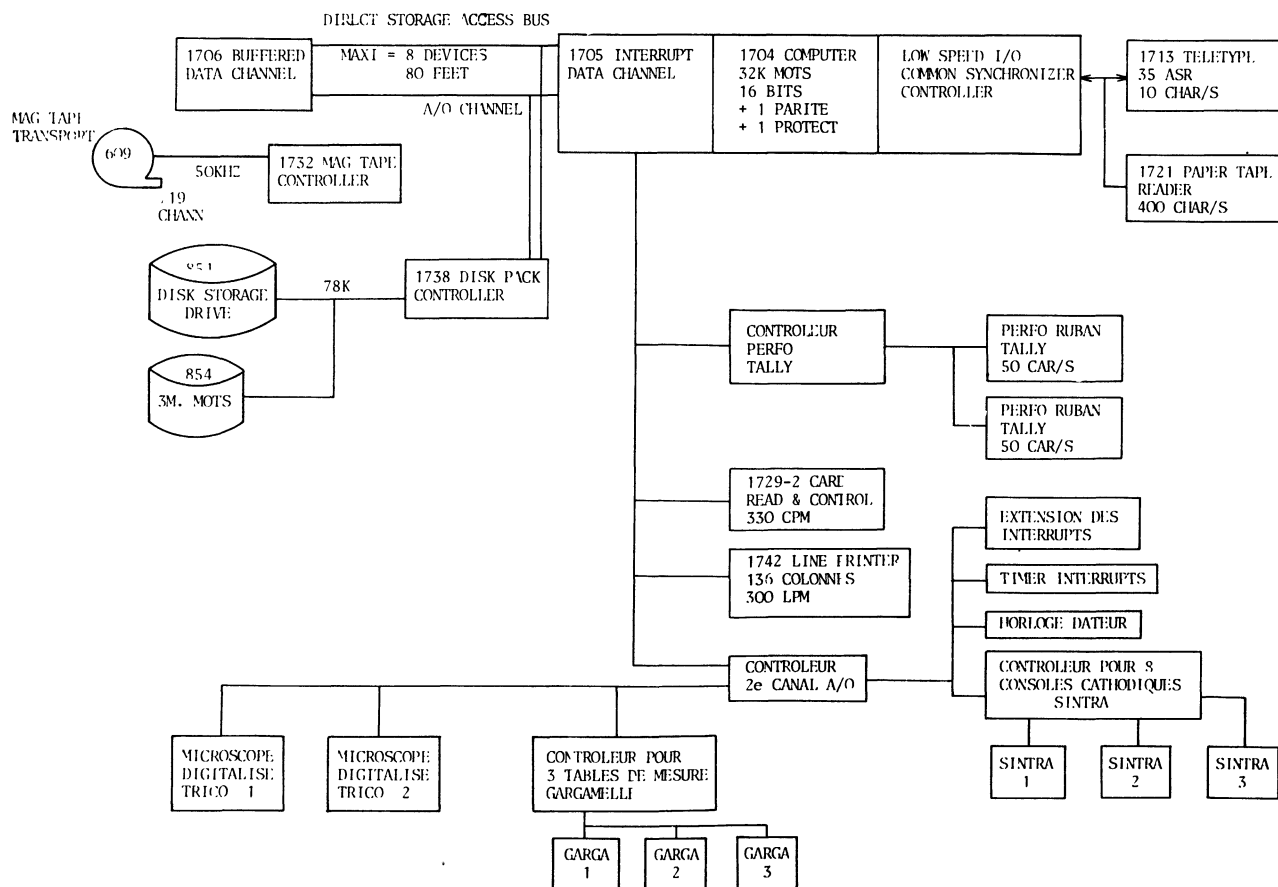 DIRECT STORAGE ACCESS BUS
1706 BUFFERED
DATA CHANNEL
MAXI = 8 DEVICES
80 FEET
A/O CHANNEL
1705 INTERRUPT
DATA CHANNEL
1704 COMPUTER
32K MOTS
16 BITS
+ 1 PARITE
+ 1 PROTECT
LOW SPEED I/O
COMMON SYNCHRONIZER
CONTROLLER
1713 TELETYPE
35 ASR
10 CHAR/S
1721 PAPER TAPE
READER
400 CHAR/S
MAG TAPE
TRANSPORT
609
50KHZ
19
CHANN
1732 MAG TAPE
CONTROLLER
854
DISK STORAGE
DRIVE
78K
1738 DISK PACK
CONTROLLER
854
3M. MOTS
CONTROLEUR
PERFO
TALLY
PERFO RUBAN
TALLY
50 CAR/S
PERFO RUBAN
TALLY
50 CAR/S
1729-2 CARD
READ & CONTROL
330 CPM
1742 LINE PRINTER
136 COLONNES
300 LPM
EXTENSION DES
INTERRUPTS
TIMER INTERRUPTS
HORLOGE DATEUR
CONTROLEUR
2e CANAL A/O
CONTROLEUR POUR 8
CONSOLES CATHODIQUES
SINTRA
MICROSCOPE
DIGITALISE
TRICO 1
MICROSCOPE
DIGITALISE
TRICO 2
CONTROLEUR POUR
3 TABLES DE MESURE
GARGAMELLE
SINTRA
1
SINTRA
2
SINTRA
3
GARGA
1
GARGA
2
GARGA
3